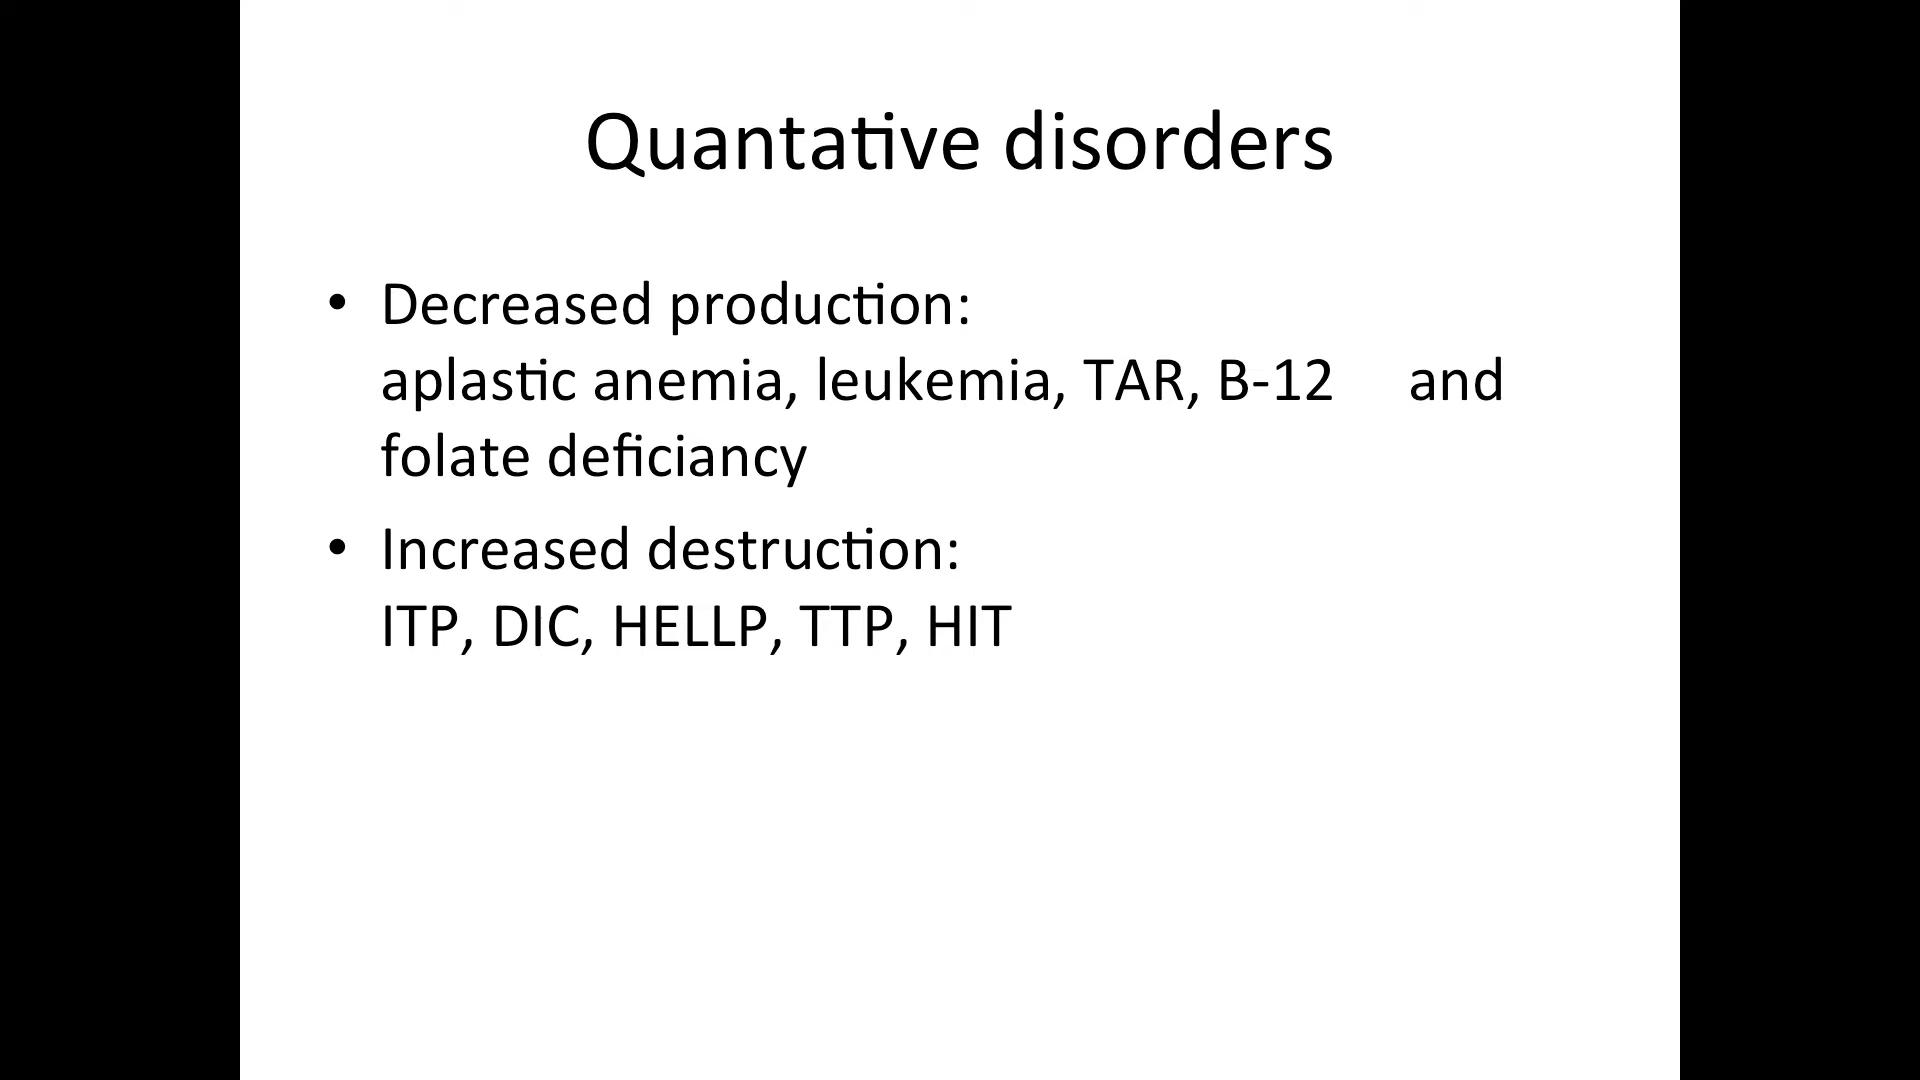 Quantative disorders
• Decreased production:
aplastic anemia, leukemia, TAR, B-12 and
folate deficiancy
• Increased destruction:
ITP, DIC, HELLP, TTP, HIT